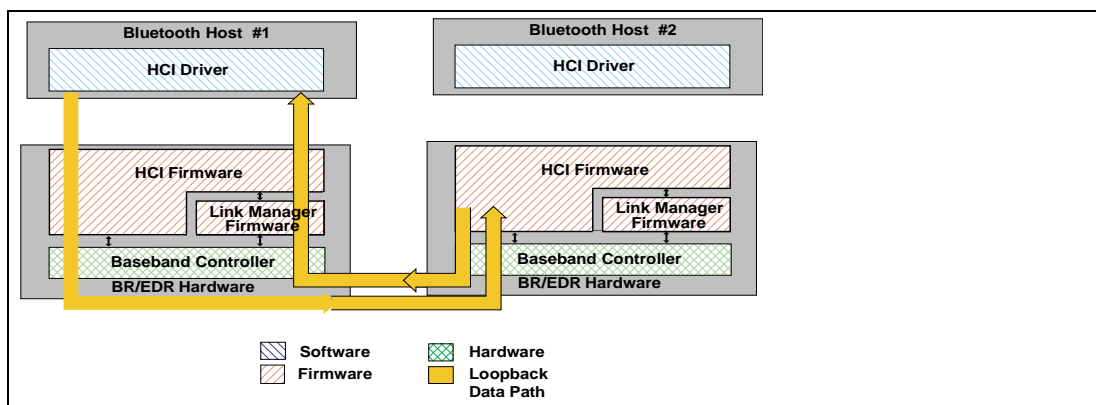 Bluetooth Host #1
HCI Driver
Bluetooth Host #2
HCI Driver
HCI Firmware
Link Manager
Firmware
Baseband Controller
BR/EDR Hardware
HCI Firmware
Link Manager
Firmware
Baseband Controller
BR/EDR Hardware
Software
Hardware
Firmware
Loopback
Data Path